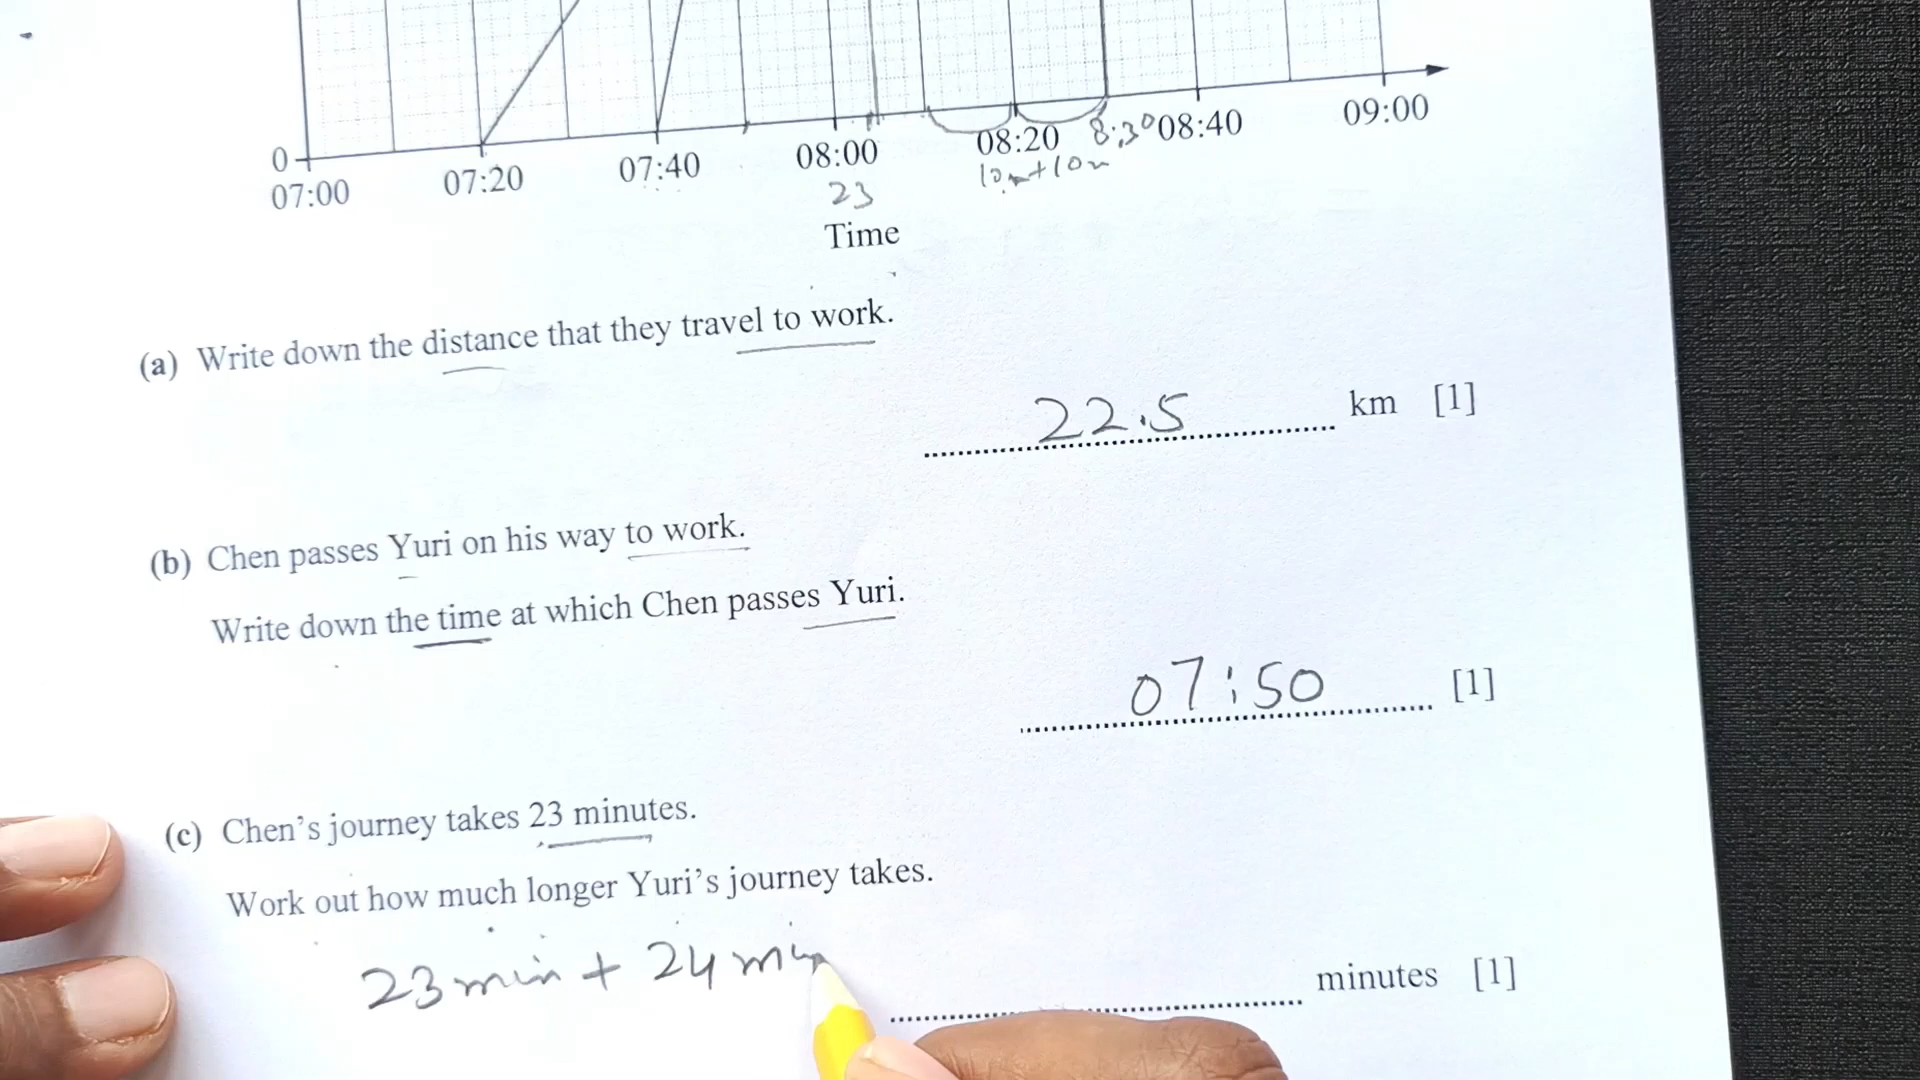 0
07:00 07:20 07:40 08:00 08:20 8:30 08:40 09:00
23 10m+10m
Time
(a) Write down the distance that they travel to work.
22.5 km [1]
(b) Chen passes Yuri on his way to work.
Write down the time at which Chen passes Yuri.
07:50 [1]
(c) Chen's journey takes 23 minutes.
Work out how much longer Yuri's journey takes.
23 min + 24 min
minutes [1]